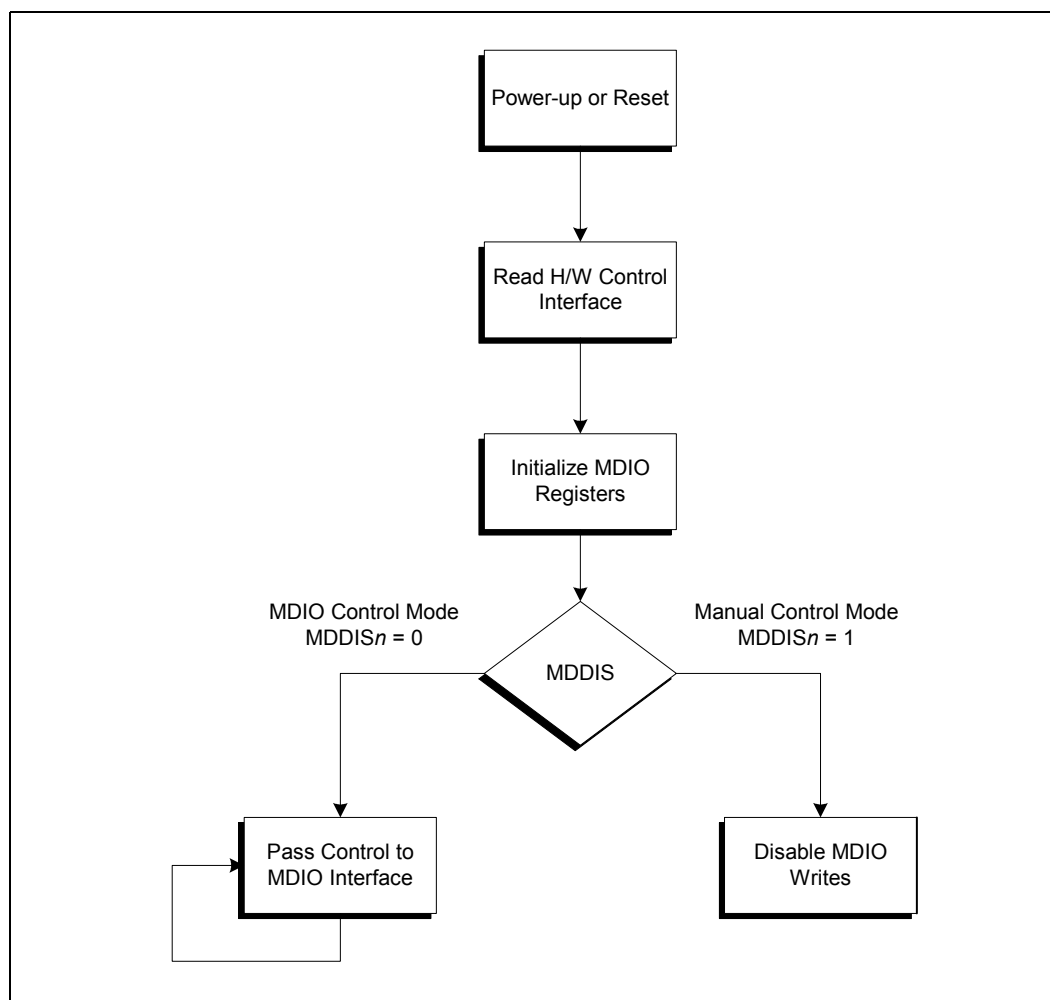 Power-up or Reset
Read H/W Control
Interface
Initialize MDIO
Registers
MDIO Control Mode
MDDISn = 0
Manual Control Mode
MDDISn = 1
MDDIS
Pass Control to
MDIO Interface
Disable MDIO
Writes